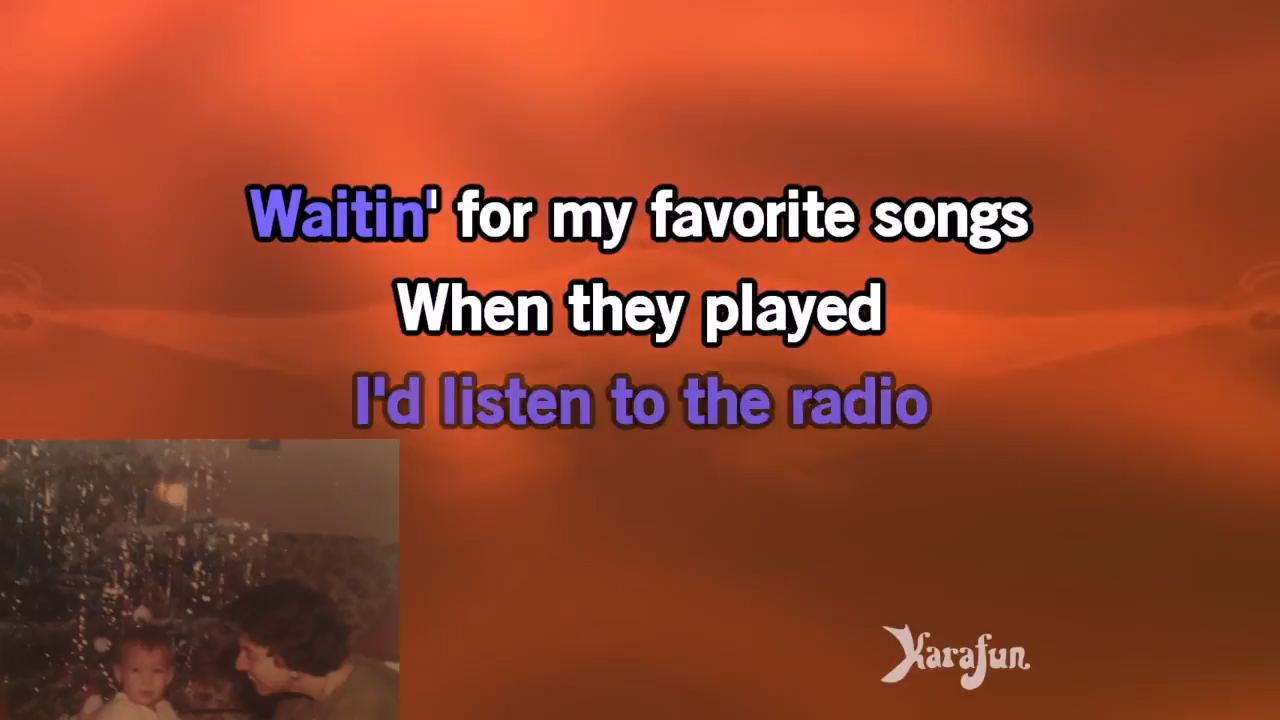 Waitin' for my favorite songs
When they played
I'd listen to the radio
Karafun